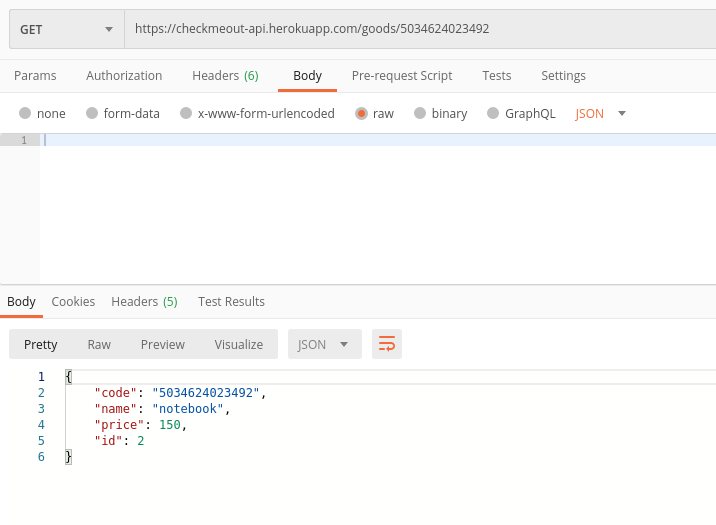 GET https://checkmeout-api.herokuapp.com/goods/5034624023492
Params Authorization Headers (6) Body Pre-request Script Tests Settings
none form-data x-www-form-urlencoded raw binary GraphQL JSON
1
Body Cookies Headers (5) Test Results
Pretty Raw Preview Visualize JSON
1 {
2 "code": "5034624023492",
3 "name": "notebook",
4 "price": 150,
5 "id": 2
6 }